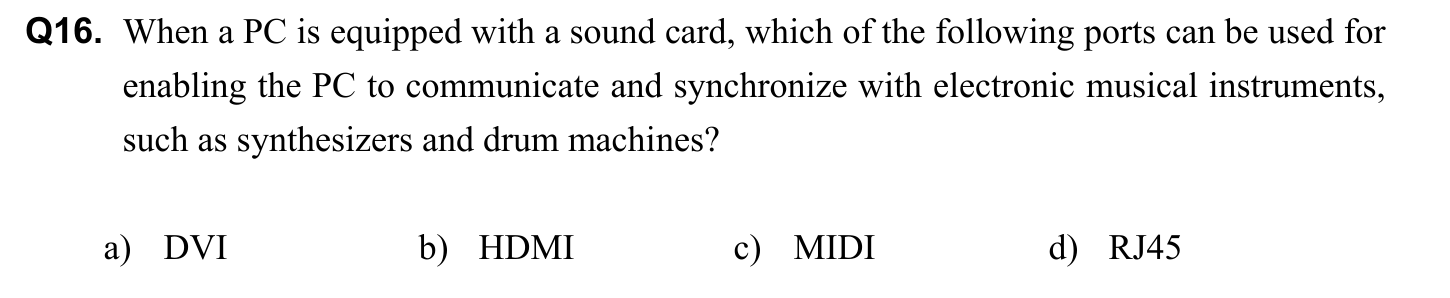 Q16. When a PC is equipped with a sound card, which of the following ports can be used for
enabling the PC to communicate and synchronize with electronic musical instruments,
such as synthesizers and drum machines?
a) DVI b) HDMI c) MIDI d) RJ45